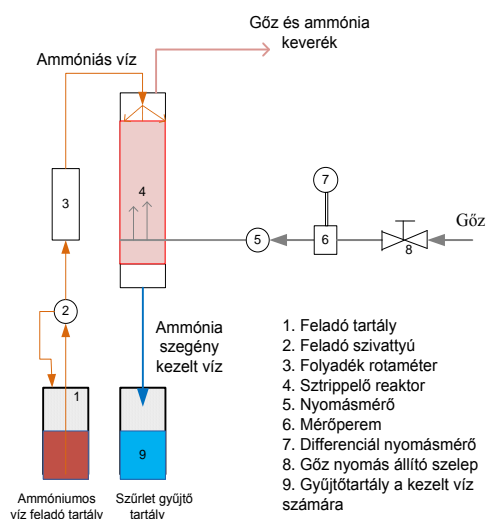 Gőz és ammónia
keverék
Ammóniás víz
3
4
7
5
6
8
Gőz
2
Ammónia
szegény
kezelt víz
1
9
Ammóniumos
víz feladó tartály
Szűrlet gyűjtő
tartály
1. Feladó tartály
2. Feladó szivattyú
3. Folyadék rotaméter
4. Sztrippelő reaktor
5. Nyomásmérő
6. Mérőperem
7. Differenciál nyomásmérő
8. Gőz nyomás állító szelep
9. Gyűjtőtartály a kezelt víz
számára